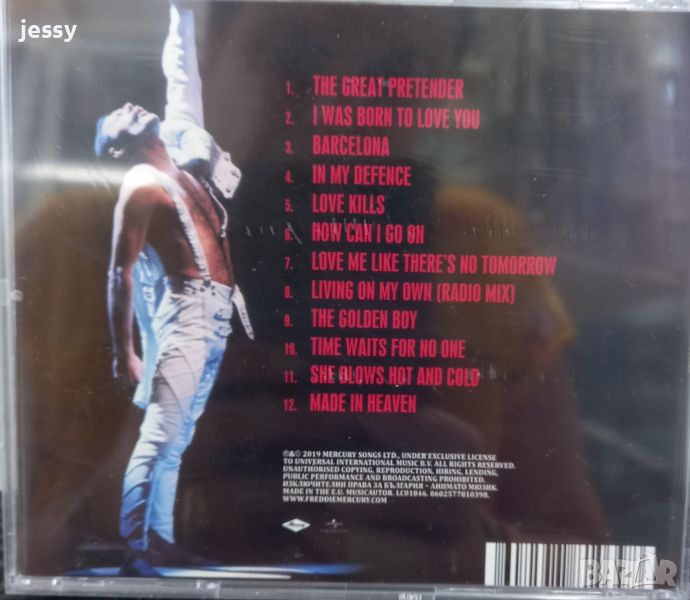 jessy
1. THE GREAT PRETENDER
2. I WAS BORN TO LOVE YOU
3. BARCELONA
4. IN MY DEFENCE
5. LOVE KILLS
6. HOW CAN I GO ON
7. LOVE ME LIKE THERE'S NO TOMORROW
8. LIVING ON MY OWN (RADIO MIX)
9. THE GOLDEN BOY
10. TIME WAITS FOR NO ONE
11. SHE BLOWS HOT AND COLD
12. MADE IN HEAVEN
℗&© 2019 MERCURY SONGS LTD., UNDER EXCLUSIVE LICENSE
TO UNIVERSAL INTERNATIONAL MUSIC B.V. ALL RIGHTS RESERVED.
UNAUTHORISED COPYING, REPRODUCTION, HIRING, LENDING,
PUBLIC PERFORMANCE AND BROADCASTING PROHIBITED.
ИЗКЛЮЧИТЕЛНИ ПРАВА ЗА БЪЛГАРИЯ - АНИМАТО МЮЗИК.
MADE IN THE E.U. MUSICAUTOR. LC01846. 0602577810398.
WWW.FREDDIEMERCURY.COM
Mercury
BAZAR